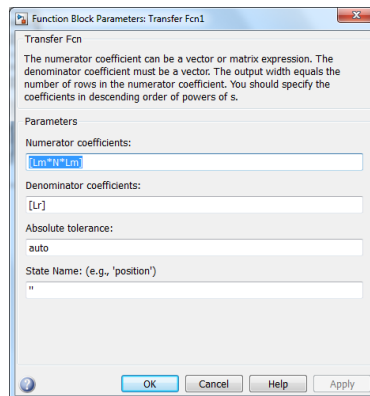 Function Block Parameters: Transfer Fcn1
Transfer Fcn
The numerator coefficient can be a vector or matrix expression. The
denominator coefficient must be a vector. The output width equals the
number of rows in the numerator coefficient. You should specify the
coefficients in descending order of powers of s.
Parameters
Numerator coefficients:
[Lm*N*Lm]
Denominator coefficients:
[Lr]
Absolute tolerance:
auto
State Name: (e.g., 'position')
''
OK Cancel Help Apply